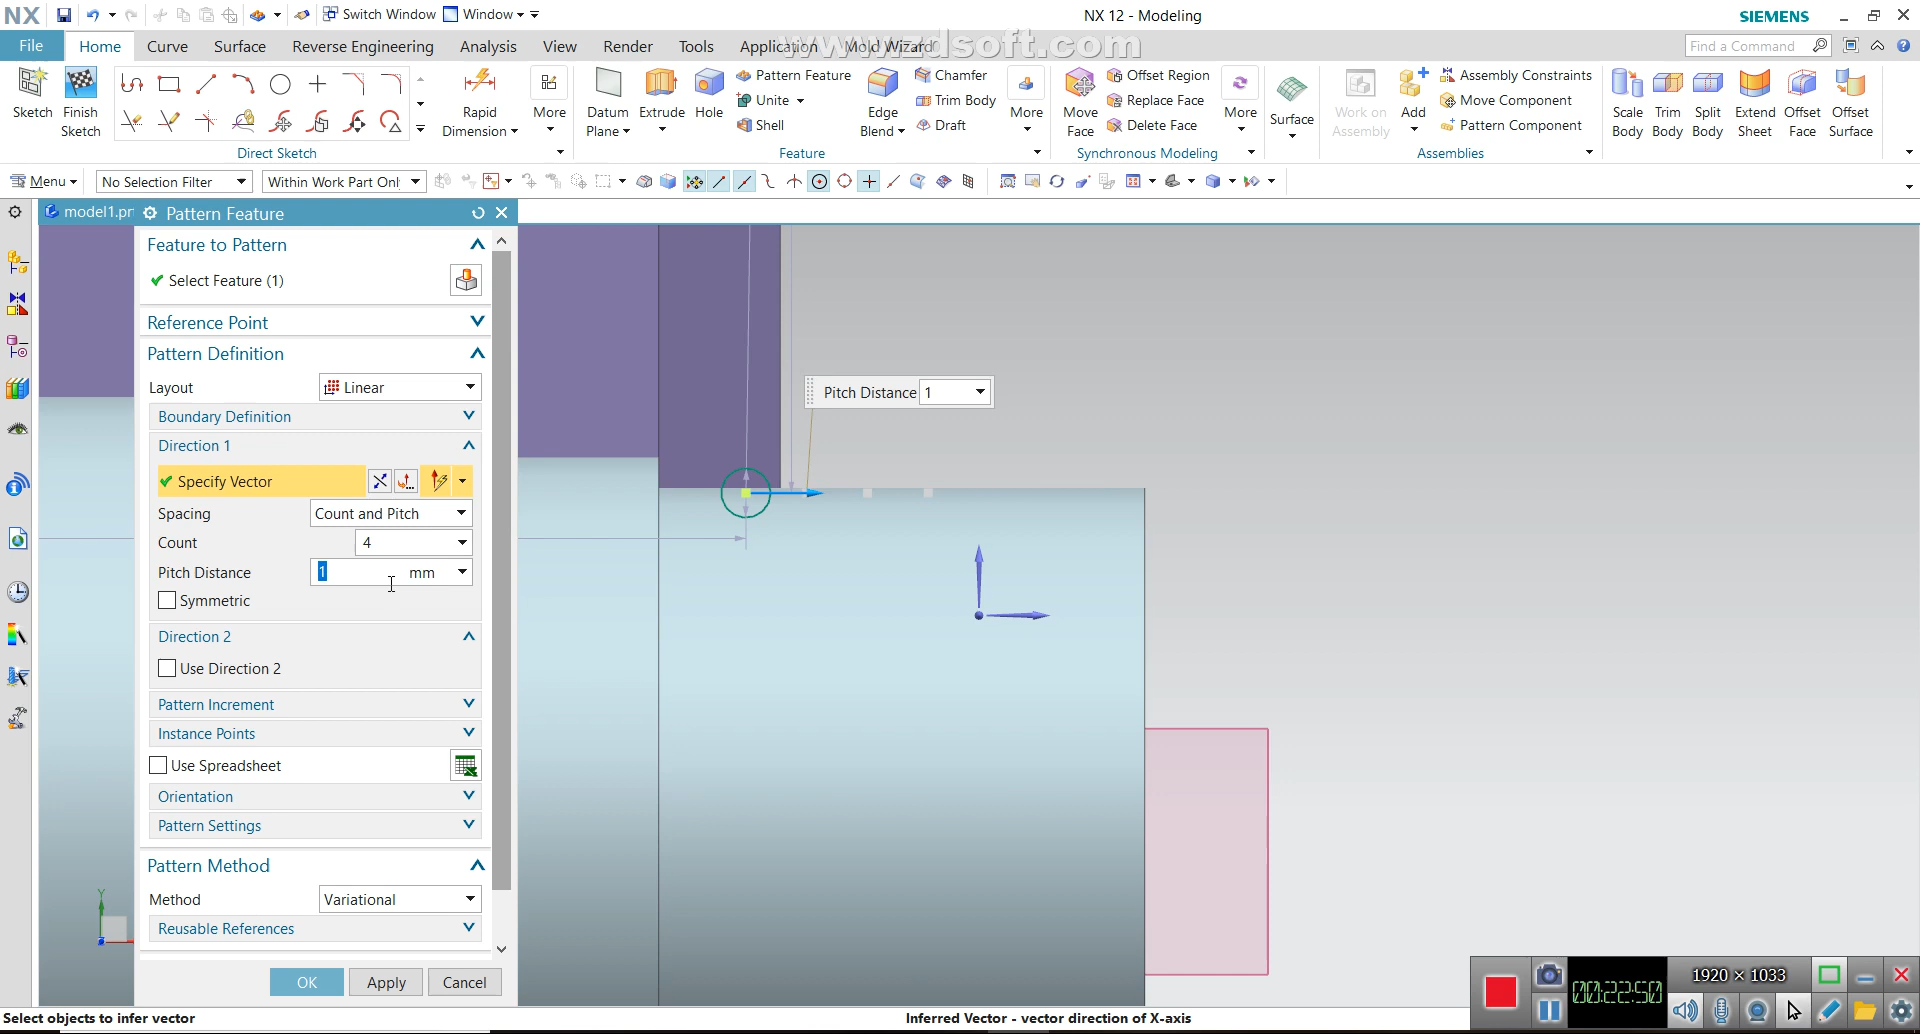 NX Switch Window Window NX 12 - Modeling SIEMENS
File Home Curve Surface Reverse Engineering Analysis View Render Tools Application Mold Wizard Find a Command
www.zdsoft.com
Sketch Finish Sketch Rapid Dimension More Datum Plane Extrude Hole Pattern Feature Unite Shell Edge Blend Chamfer Trim Body Draft More Move Face Offset Region Replace Face Delete Face More Surface Work on Assembly Add Assembly Constraints Move Component Pattern Component Scale Body Trim Body Split Body Extend Sheet Offset Face Offset Surface
Direct Sketch Feature Synchronous Modeling Assemblies
Menu No Selection Filter Within Work Part Onl
model1.pr Pattern Feature
Feature to Pattern
Select Feature (1)
Reference Point
Pattern Definition
Layout Linear
Pitch Distance 1
Boundary Definition
Direction 1
Specify Vector
Spacing Count and Pitch
Count 4
Pitch Distance 1 mm
Symmetric
Direction 2
Use Direction 2
Pattern Increment
Instance Points
Use Spreadsheet
Orientation
Pattern Settings
Pattern Method
Method Variational
Y
Reusable References
OK Apply Cancel
1920 × 1033
00:22:50
Select objects to infer vector Inferred Vector - vector direction of X-axis